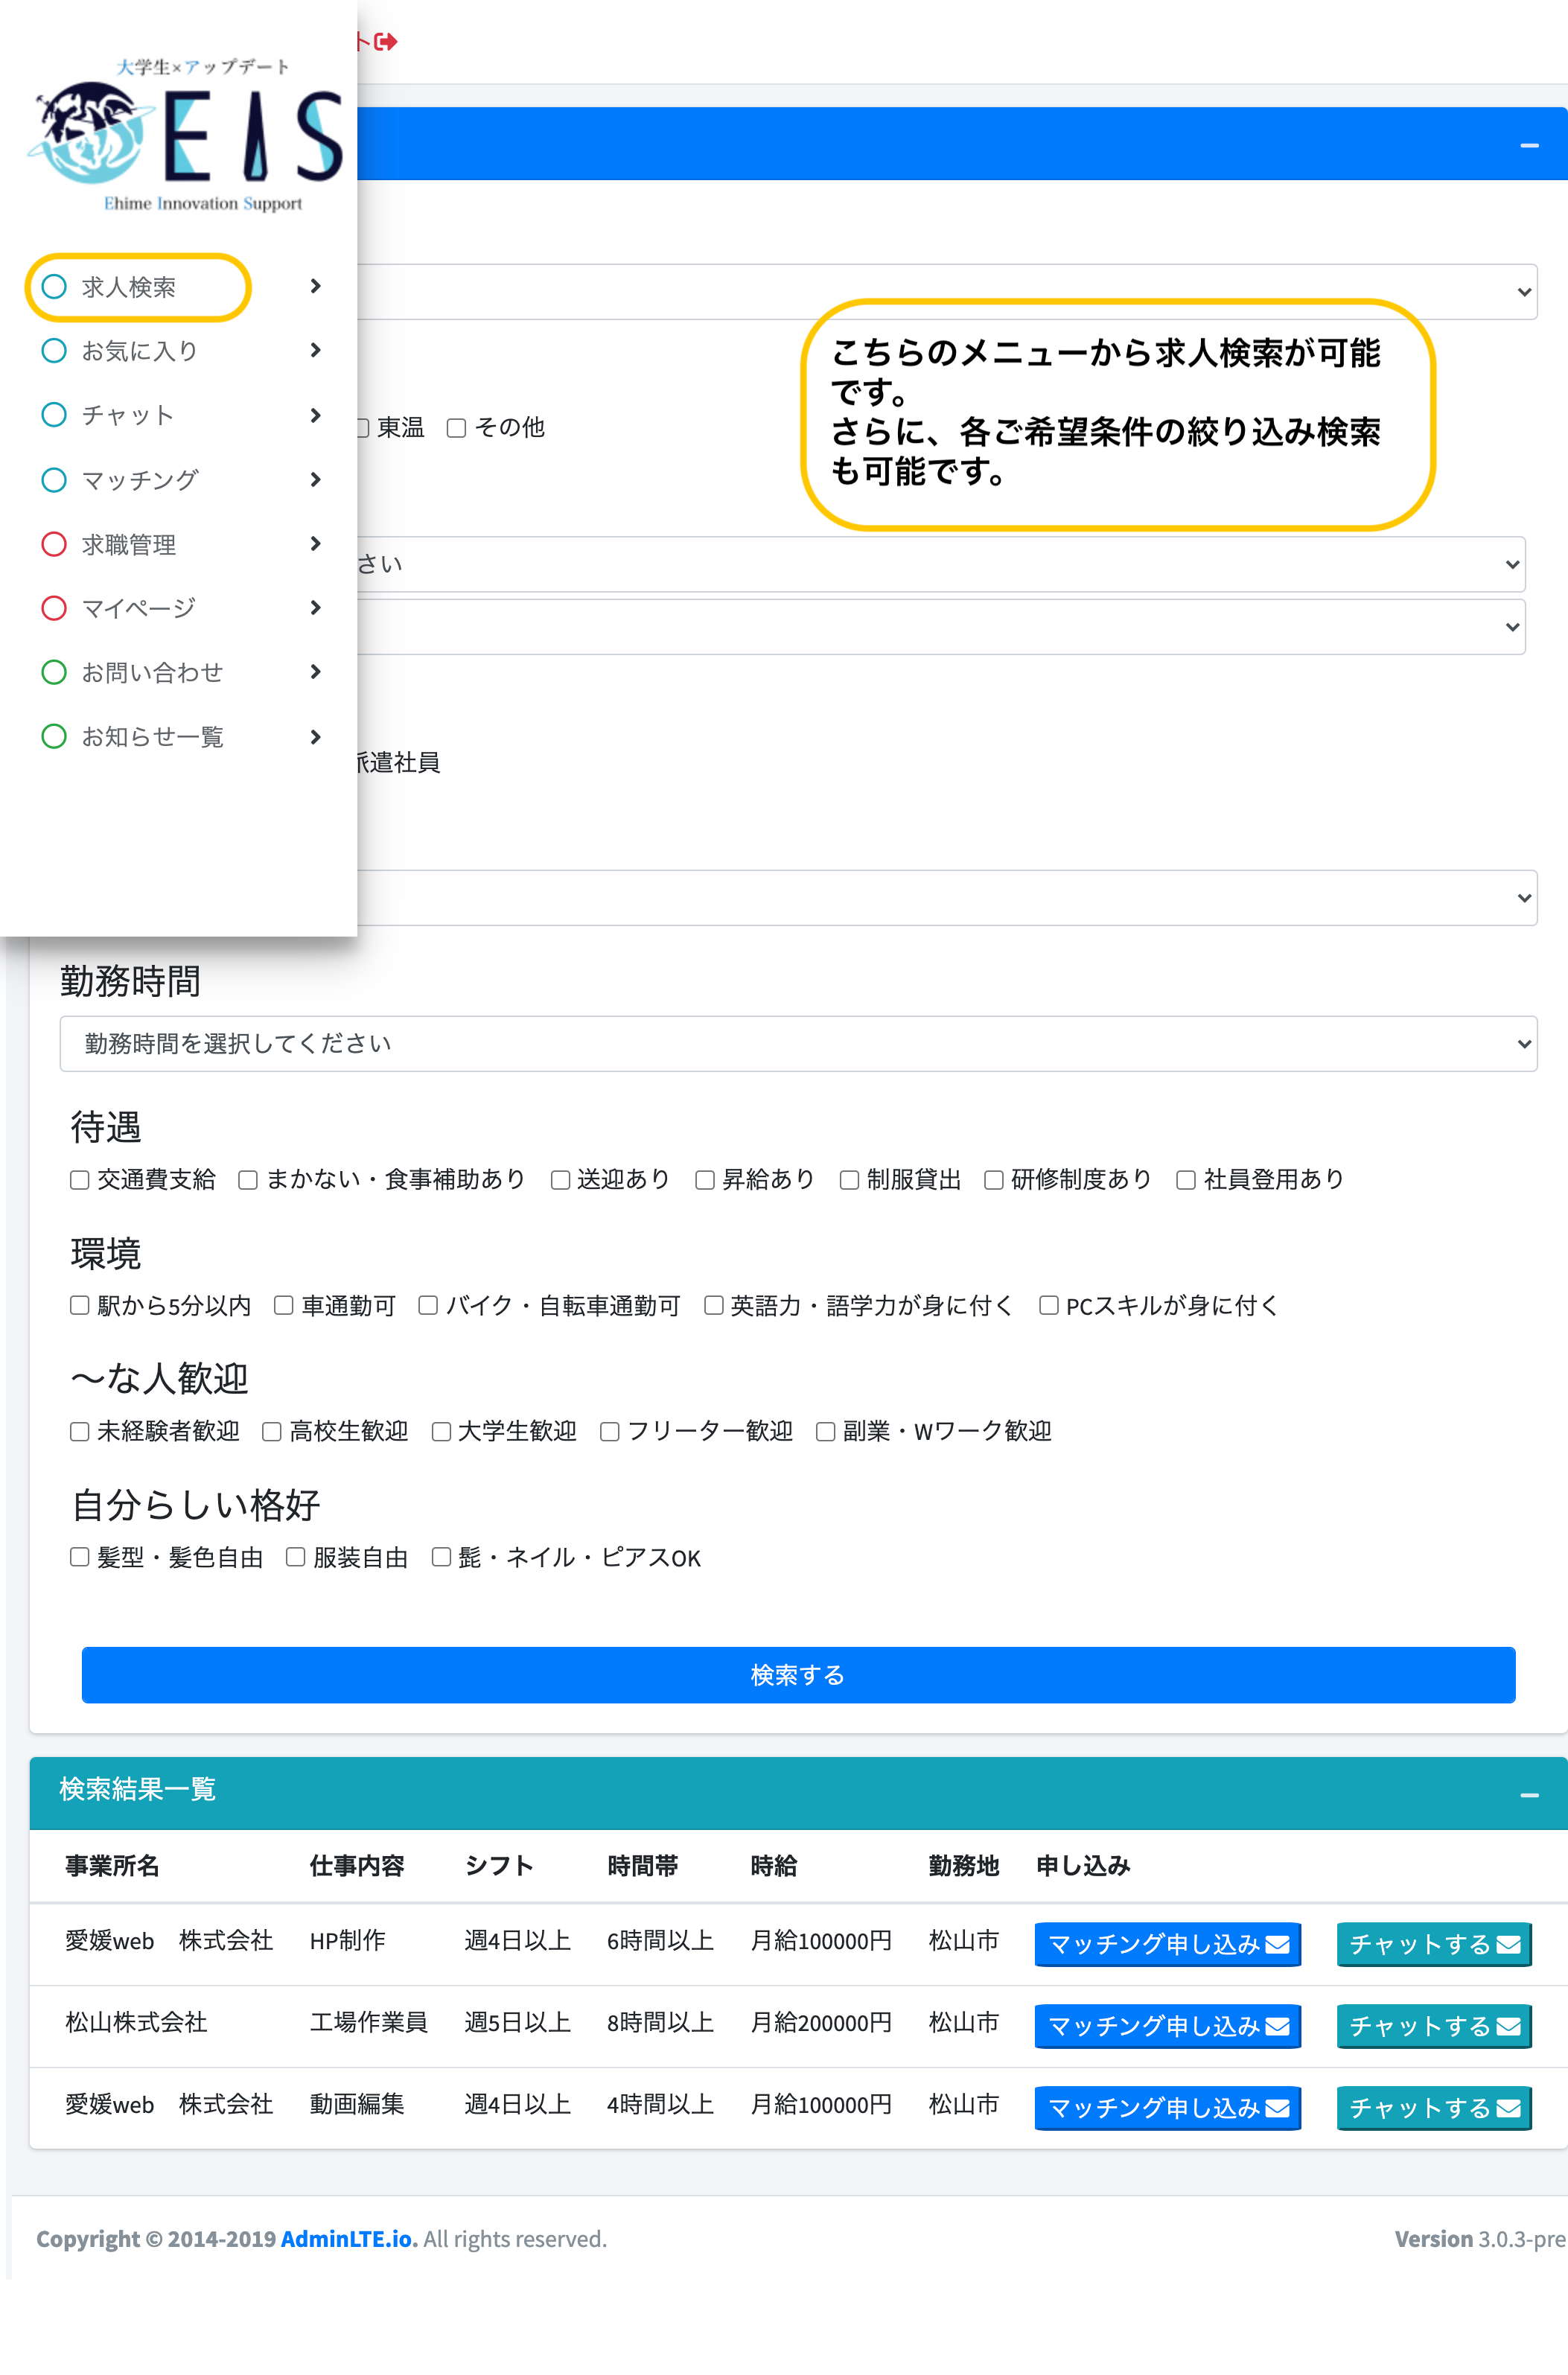 大学生×アップデート
EIS
Ehime Innovation Support
ト
求人検索
お気に入り
チャット
マッチング
求職管理
マイページ
お問い合わせ
お知らせ一覧
こちらのメニューから求人検索が可能
です。
さらに、各ご希望条件の絞り込み検索
も可能です。
東温 その他
さい
派遣社員
勤務時間
勤務時間を選択してください
待遇
交通費支給 まかない・食事補助あり 送迎あり 昇給あり 制服貸出 研修制度あり 社員登用あり
環境
駅から5分以内 車通勤可 バイク・自転車通勤可 英語力・語学力が身に付く PCスキルが身に付く
〜な人歓迎
未経験者歓迎 高校生歓迎 大学生歓迎 フリーター歓迎 副業・Wワーク歓迎
自分らしい格好
髪型・髪色自由 服装自由 髭・ネイル・ピアスOK
検索する
検索結果一覧
事業所名 仕事内容 シフト 時間帯 時給 勤務地 申し込み
愛媛web 株式会社 HP制作 週4日以上 6時間以上 月給100000円 松山市 マッチング申し込み チャットする
松山株式会社 工場作業員 週5日以上 8時間以上 月給200000円 松山市 マッチング申し込み チャットする
愛媛web 株式会社 動画編集 週4日以上 4時間以上 月給100000円 松山市 マッチング申し込み チャットする
Copyright © 2014-2019 AdminLTE.io. All rights reserved. Version 3.0.3-pre